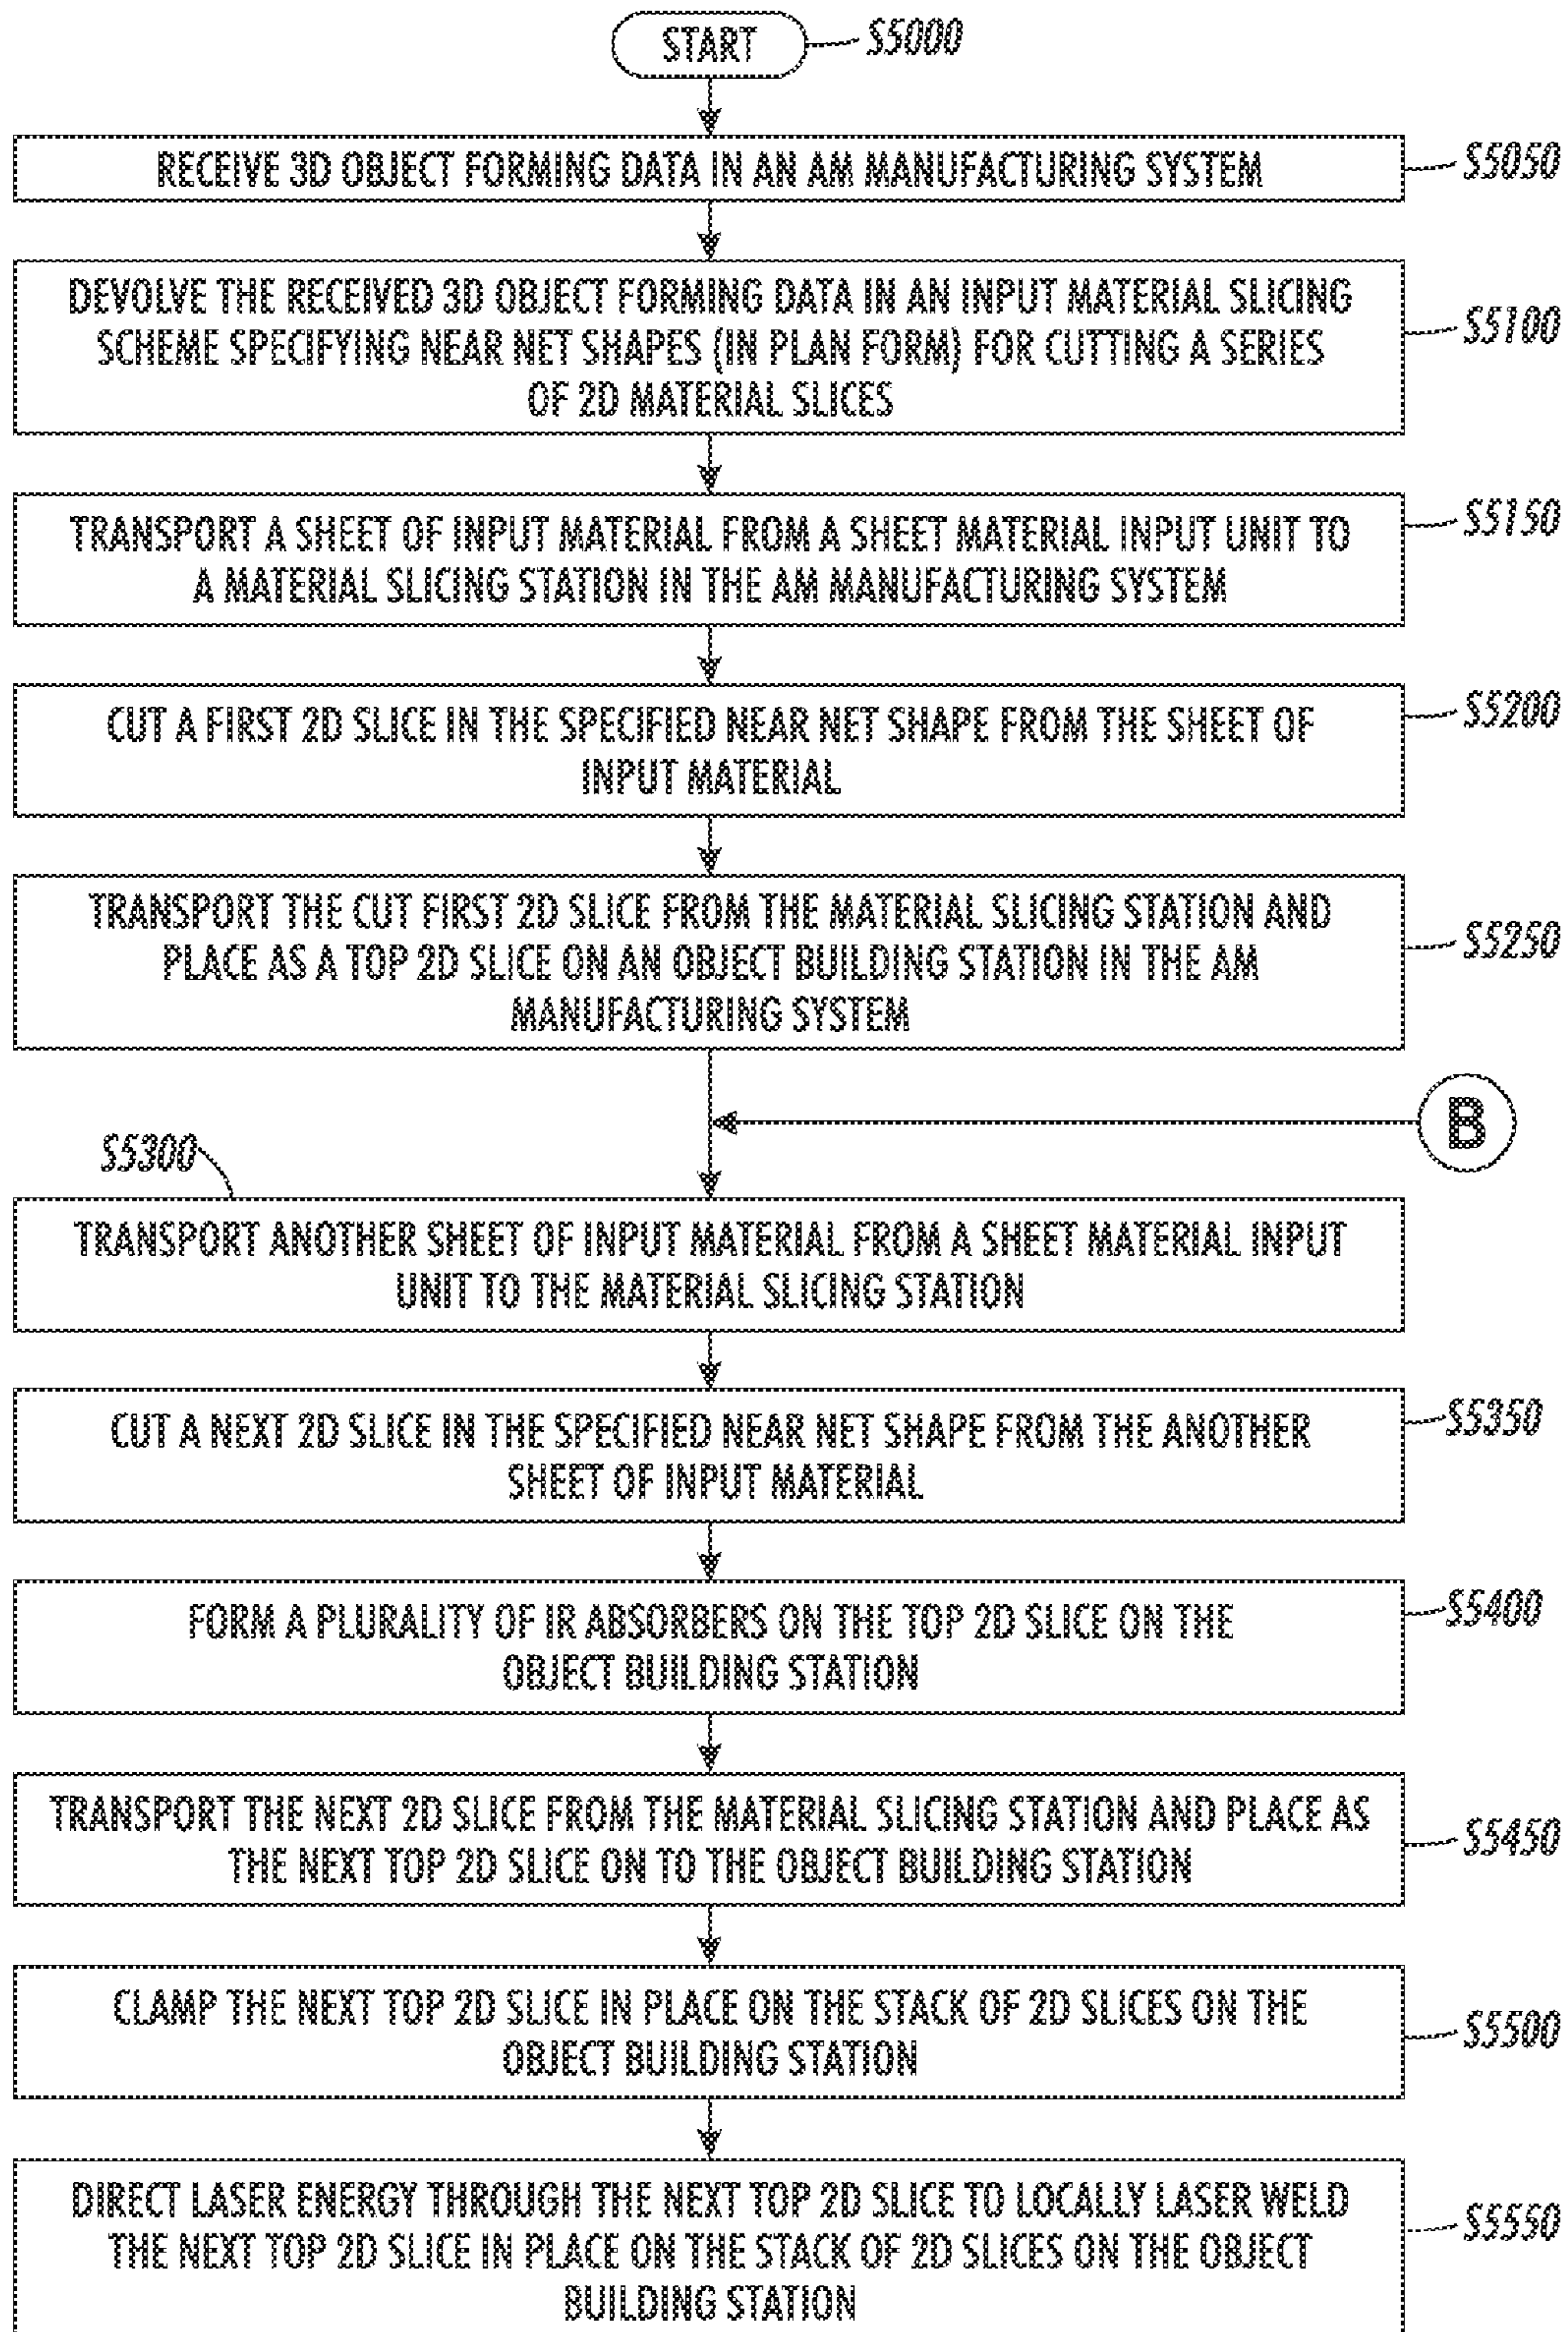 START
S5000
RECEIVE 3D OBJECT FORMING DATA IN AN AM MANUFACTURING SYSTEM
S5050
DEVOLVE THE RECEIVED 3D OBJECT FORMING DATA IN AN INPUT MATERIAL SLICING
SCHEME SPECIFYING NEAR NET SHAPES (IN PLAN FORM) FOR CUTTING A SERIES
OF 2D MATERIAL SLICES
S5100
TRANSPORT A SHEET OF INPUT MATERIAL FROM A SHEET MATERIAL INPUT UNIT TO
A MATERIAL SLICING STATION IN THE AM MANUFACTURING SYSTEM
S5150
CUT A FIRST 2D SLICE IN THE SPECIFIED NEAR NET SHAPE FROM THE SHEET OF
INPUT MATERIAL
S5200
TRANSPORT THE CUT FIRST 2D SLICE FROM THE MATERIAL SLICING STATION AND
PLACE AS A TOP 2D SLICE ON AN OBJECT BUILDING STATION IN THE AM
MANUFACTURING SYSTEM
S5250
B
S5300
TRANSPORT ANOTHER SHEET OF INPUT MATERIAL FROM A SHEET MATERIAL INPUT
UNIT TO THE MATERIAL SLICING STATION
CUT A NEXT 2D SLICE IN THE SPECIFIED NEAR NET SHAPE FROM THE ANOTHER
SHEET OF INPUT MATERIAL
S5350
FORM A PLURALITY OF IR ABSORBERS ON THE TOP 2D SLICE ON THE
OBJECT BUILDING STATION
S5400
TRANSPORT THE NEXT 2D SLICE FROM THE MATERIAL SLICING STATION AND PLACE AS
THE NEXT TOP 2D SLICE ON TO THE OBJECT BUILDING STATION
S5450
CLAMP THE NEXT TOP 2D SLICE IN PLACE ON THE STACK OF 2D SLICES ON THE
OBJECT BUILDING STATION
S5500
DIRECT LASER ENERGY THROUGH THE NEXT TOP 2D SLICE TO LOCALLY LASER WELD
THE NEXT TOP 2D SLICE IN PLACE ON THE STACK OF 2D SLICES ON THE OBJECT
BUILDING STATION
S5550